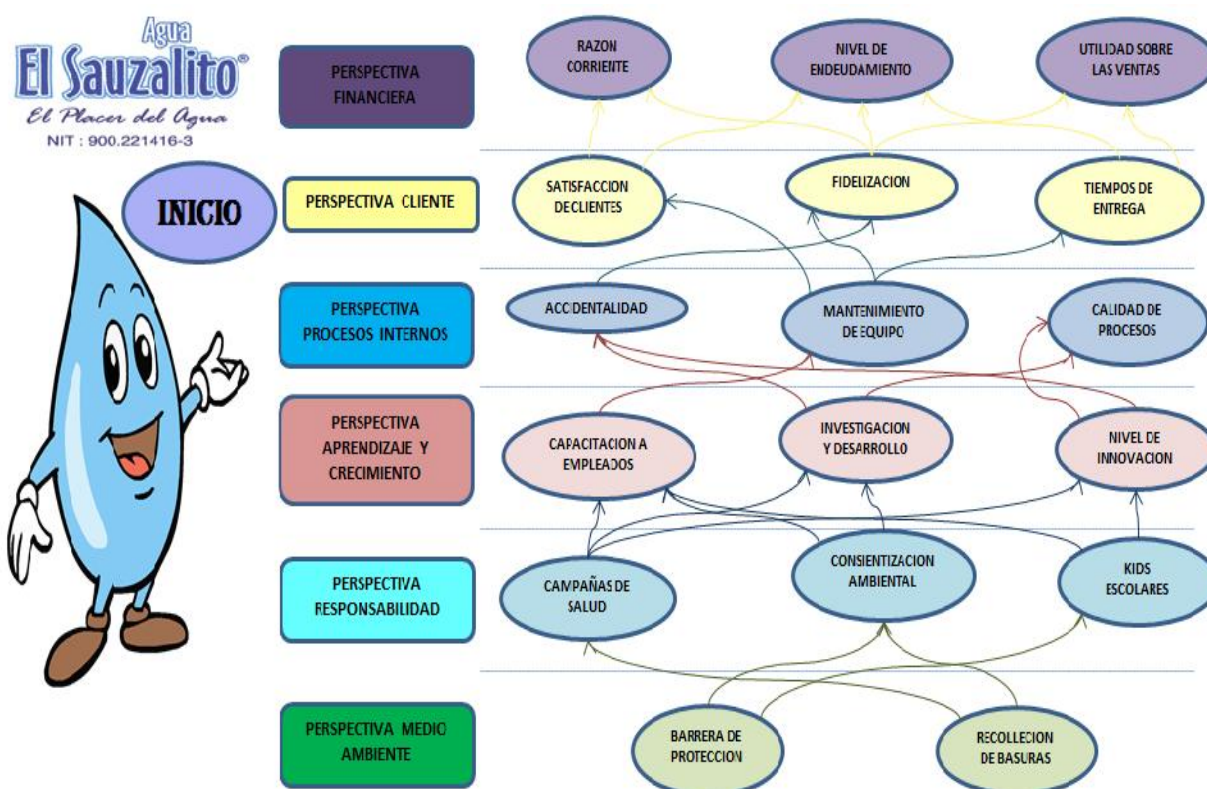 Agua
El Sauzalito®
El Placer del Agua
NIT : 900.221416-3
INICIO
PERSPECTIVA
FINANCIERA
RAZON
CORRIENTE
NIVEL DE
ENDEUDAMIENTO
UTILIDAD SOBRE
LAS VENTAS
PERSPECTIVA CLIENTE
SATISFACCION
DE CLIENTES
FIDELIZACION
TIEMPOS DE
ENTREGA
PERSPECTIVA
PROCESOS INTERNOS
ACCIDENTALIDAD
MANTENIMIENTO
DE EQUIPO
CALIDAD DE
PROCESOS
PERSPECTIVA
APRENDIZAJE Y
CRECIMIENTO
CAPACITACION A
EMPLEADOS
INVESTIGACION
Y DESARROLLO
NIVEL DE
INNOVACION
PERSPECTIVA
RESPONSABILIDAD
CAMPAÑAS DE
SALUD
CONSIENTIZACION
AMBIENTAL
KIDS
ESCOLARES
PERSPECTIVA MEDIO
AMBIENTE
BARRERA DE
PROTECCION
RECOLLECION
DE BASURAS